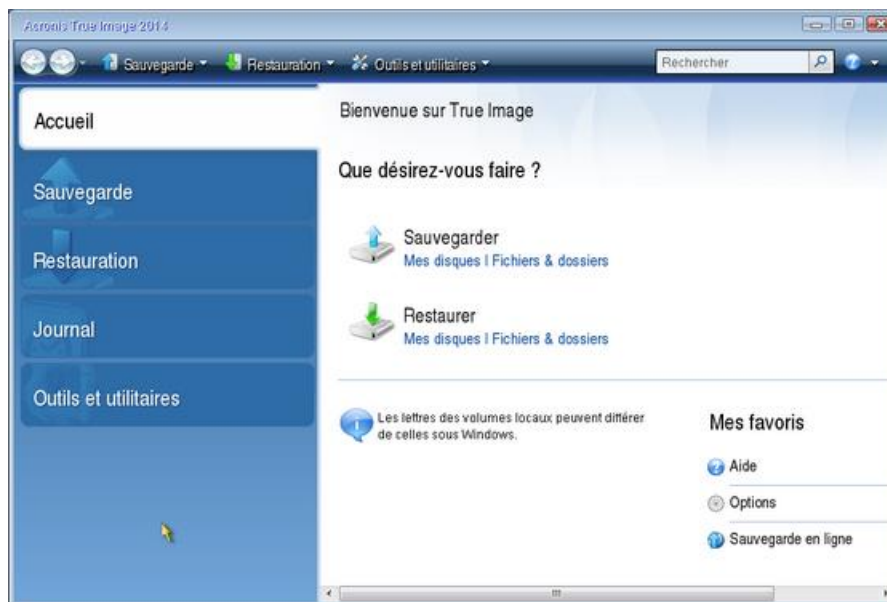 Acronis True Image 2014
Sauvegarde Restauration Outils et utilitaires Rechercher
Accueil
Sauvegarde
Restauration
Journal
Outils et utilitaires
Bienvenue sur True Image
Que désirez-vous faire ?
Sauvegarder
Mes disques | Fichiers & dossiers
Restaurer
Mes disques | Fichiers & dossiers
Les lettres des volumes locaux peuvent différer
de celles sous Windows.
Mes favoris
Aide
Options
Sauvegarde en ligne